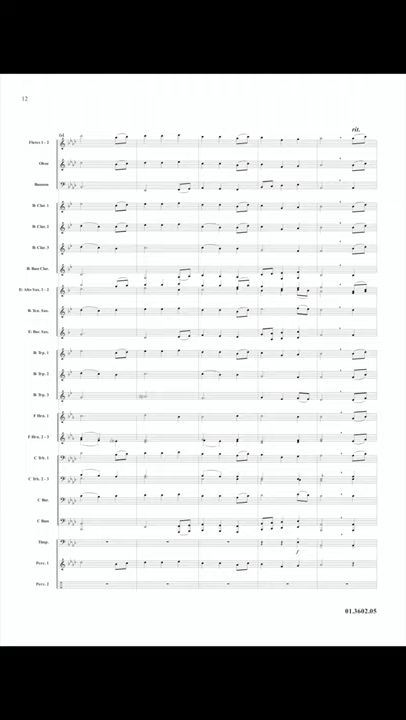 12
rit.
Flutes 1 - 2
Oboe
Bassoon
B♭ Clar. 1
B♭ Clar. 2
B♭ Clar. 3
B♭ Bass Clar.
E♭ Alto Sax. 1 - 2
B♭ Ten. Sax.
E♭ Bar. Sax.
B♭ Trp. 1
B♭ Trp. 2
B♭ Trp. 3
F Hrn. 1
F Hrn. 2 - 3
C Trb. 1
C Trb. 2 - 3
C Bar.
C Bass
Timp.
f
Perc. 1
Perc. 2
01.3602.05